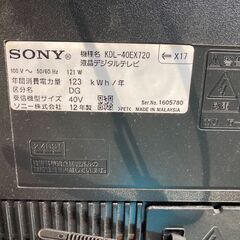 SONY
機種名 KDL-40EX720
液晶デジタルテレビ
X17
100 V～ 50/60 Hz 121 W
年間消費電力量 123 kWh/年
区分名 DG
受信機型サイズ 40V
ソニー株式会社 12年製 >PET<
Ser. No. 1605780
MADE IN MALAYSIA